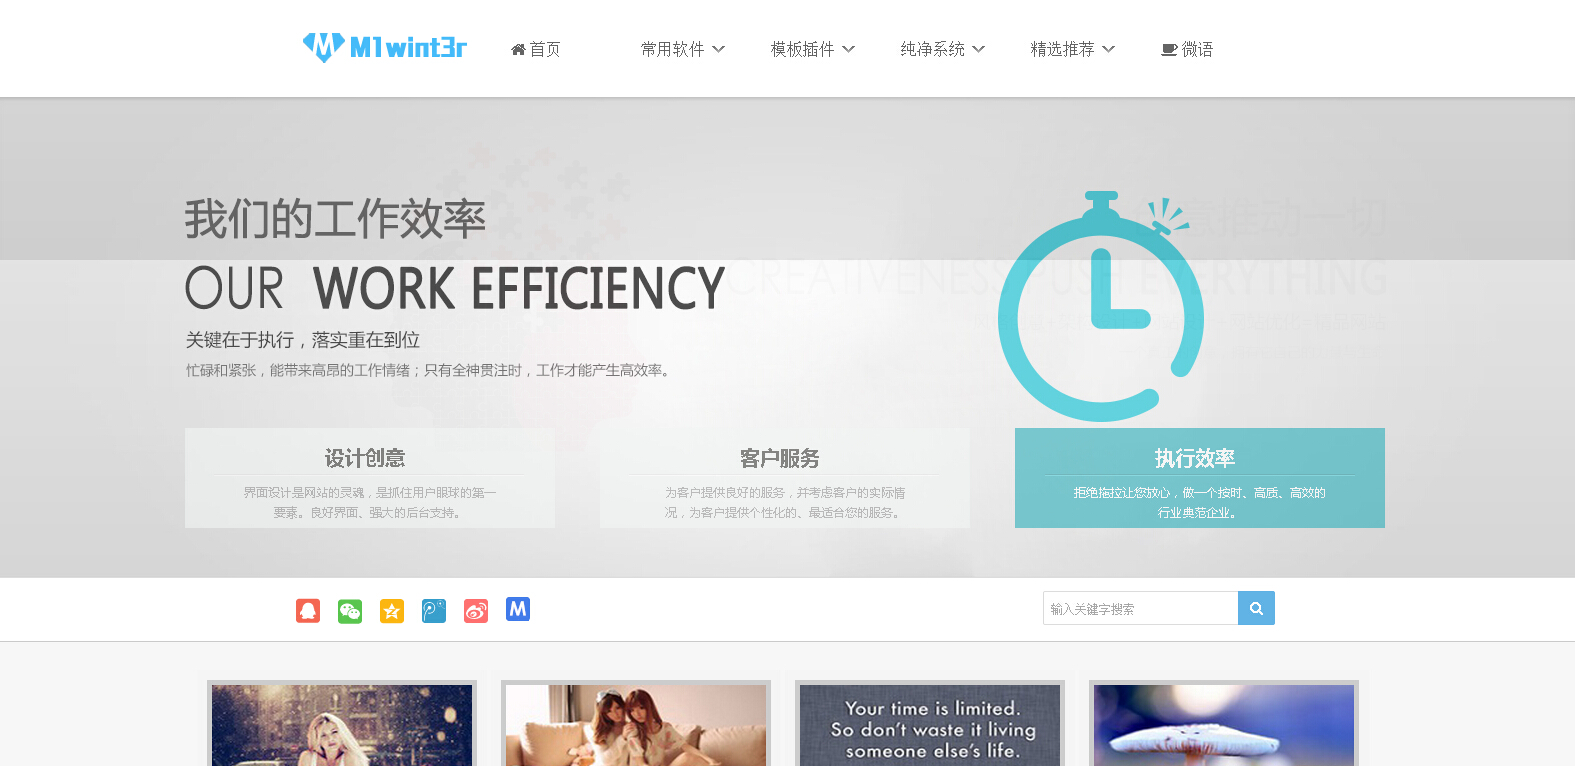 M1wint3r
首页
常用软件
模板插件
纯净系统
精选推荐
微语
我们的工作效率
OUR WORK EFFICIENCY
CREATIVENESS PUSH EVERYTHING
关键在于执行，落实重在到位
忙碌和紧张，能带来高昂的工作情绪；只有全神贯注时，工作才能产生高效率。
设计创意
界面设计是网站的灵魂，是抓住用户眼球的第一
要素。良好界面、强大的后台支持。
客户服务
为客户提供良好的服务，并考虑客户的实际情
况，为客户提供个性化的、最适合您的服务。
执行效率
拒绝拖拉让您放心，做一个按时、高质、高效的
行业典范企业。
输入关键字搜索
Your time is limited.
So don't waste it living
someone else's life.